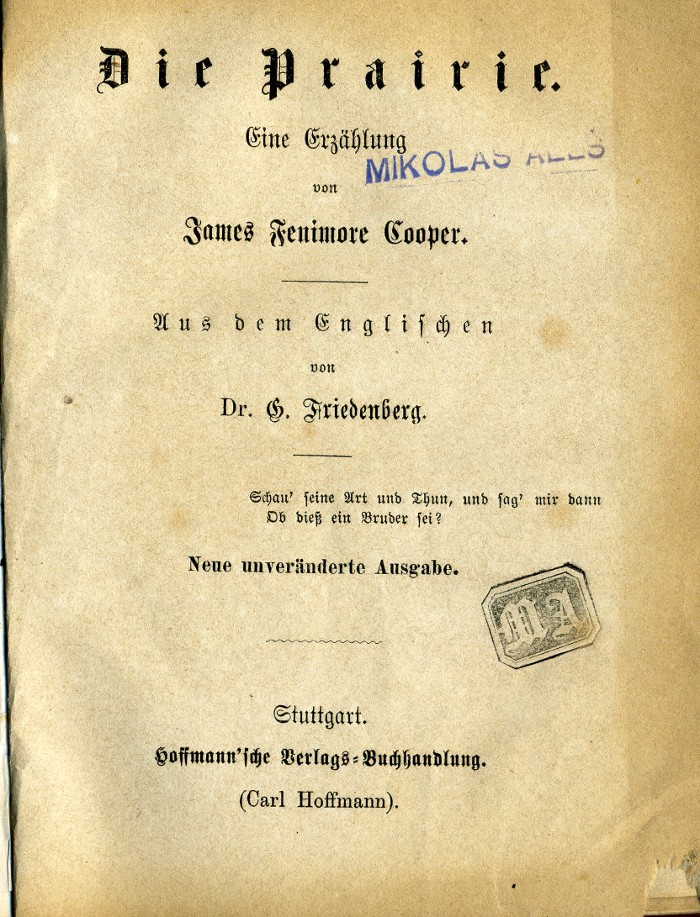 Die Prairie.
Eine Erzählung
MIKOLAS ALES
von
James Fenimore Cooper.
Aus dem Englischen
von
Dr. G. Friedenberg.
Schau' seine Art und Thun, und sag' mir dann
Ob dieß ein Bruder sei?
Neue unveränderte Ausgabe.
MA
Stuttgart.
Hoffmann'sche Verlags-Buchhandlung.
(Carl Hoffmann).